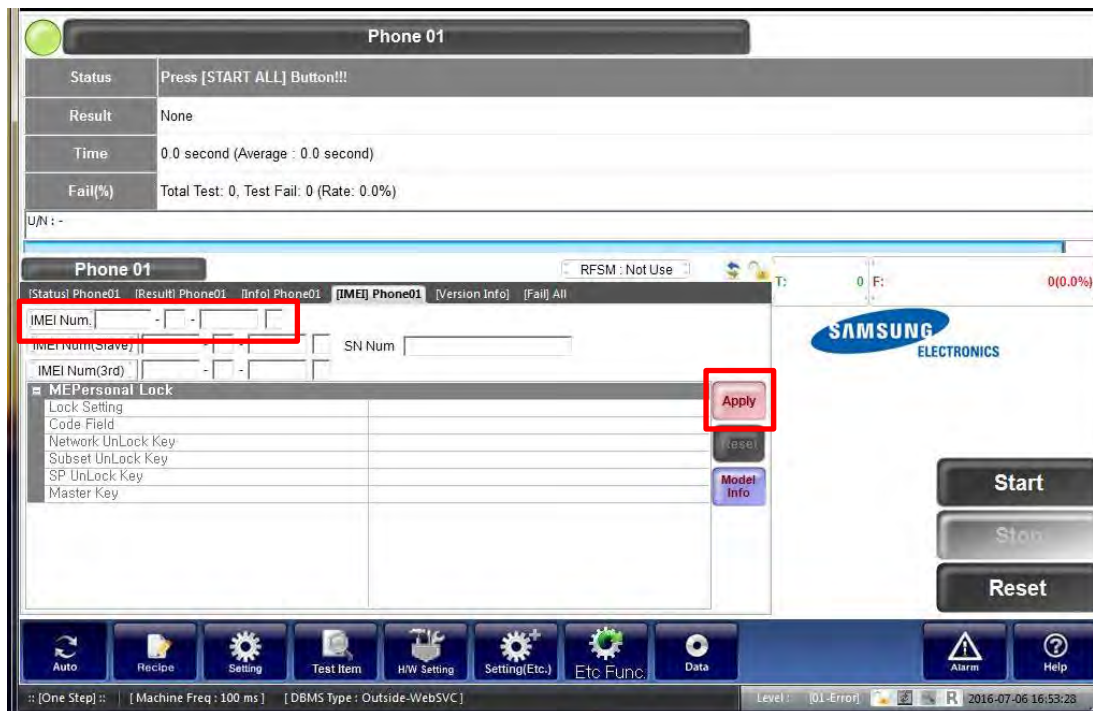 Phone 01
Status Press [START ALL] Button!!!
Result None
Time 0.0 second (Average : 0.0 second)
Fail(%) Total Test: 0, Test Fail: 0 (Rate: 0.0%)
U/N : -
Phone 01 RFSM : Not Use T: 0 F: 0(0.0%)
[Status] Phone01 [Result] Phone01 [Info] Phone01 [IMEI] Phone01 [Version Info] [Fail] All
IMEI Num. - -
IMEI Num(Slave) - - SN Num
IMEI Num(3rd) - -
SAMSUNG
ELECTRONICS
MEPersonal Lock
Lock Setting
Code Field
Network UnLock Key
Subset UnLock Key
SP UnLock Key
Master Key
Apply
Reset
Model
Info
Start
Stop
Reset
Auto Recipe Setting Test Item H/W Setting Setting(Etc.) Etc Func. Data Alarm Help
:: [One Step] :: [ Machine Freq : 100 ms ] [ DBMS Type : Outside-WebSVC ] Level : [01-Error] R 2016-07-06 16:53:28